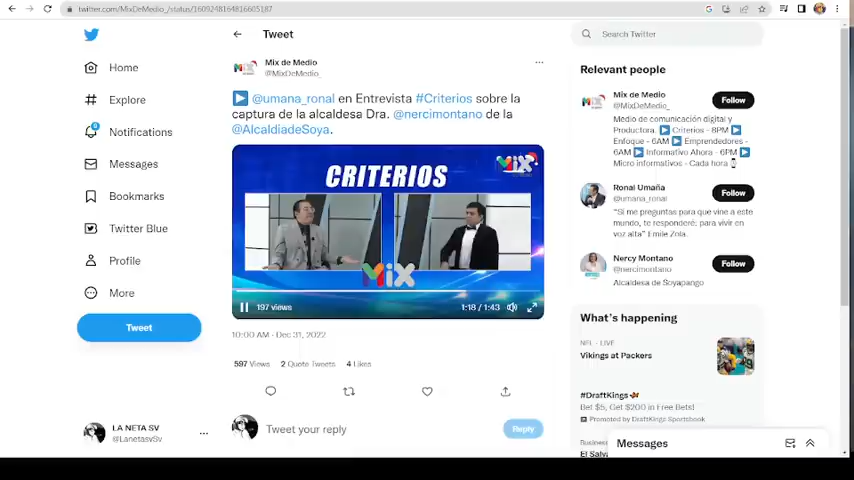 twitter.com/MixDeMedio_/status/1609248164816605187
Home
Explore
Notifications
Messages
Bookmarks
Twitter Blue
Profile
More
Tweet
LA NETA SV
@LanetasvSv
Tweet
Mix de Medio
@MixDeMedio_
@umana_ronal en Entrevista #Criterios sobre la
captura de la alcaldesa Dra. @nercimontano de la
@AlcaldiadeSoya.
CRITERIOS
MiX
MiX
197 views
1:18 / 1:43
10:00 AM · Dec 31, 2022
597 Views 2 Quote Tweets 4 Likes
Tweet your reply
Reply
Search Twitter
Relevant people
Mix de Medio
@MixDeMedio_
Follow
Medio de comunicación digital y
Productora. Criterios - 8PM
Enfoque - 6AM Emprendedores -
6AM Informativo Ahora - 6PM
Micro informativos - Cada hora
Ronal Umaña
@umana_ronal
Follow
"Si me preguntas para que vine a este
mundo, te responderé: para vivir en
voz alta" Emile Zola.
Nercy Montano
@nercimontano
Follow
Alcaldesa de Soyapango
What's happening
NFL · LIVE
Vikings at Packers
#DraftKings
Bet $5, Get $200 in Free Bets!
Promoted by DraftKings Sportsbook
Business
El Salva
Messages